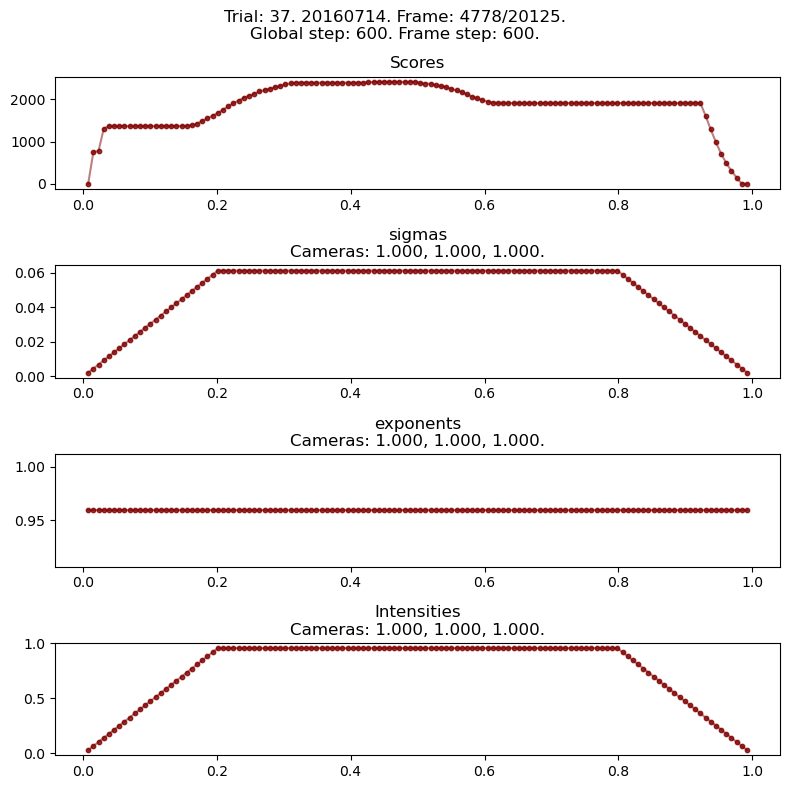 Trial: 37. 20160714. Frame: 4778/20125.
Global step: 600. Frame step: 600.
Scores
2000
1000
0
0.0 0.2 0.4 0.6 0.8 1.0
sigmas
Cameras: 1.000, 1.000, 1.000.
0.06
0.04
0.02
0.00
0.0 0.2 0.4 0.6 0.8 1.0
exponents
Cameras: 1.000, 1.000, 1.000.
1.00
0.95
0.0 0.2 0.4 0.6 0.8 1.0
Intensities
Cameras: 1.000, 1.000, 1.000.
1.0
0.5
0.0
0.0 0.2 0.4 0.6 0.8 1.0